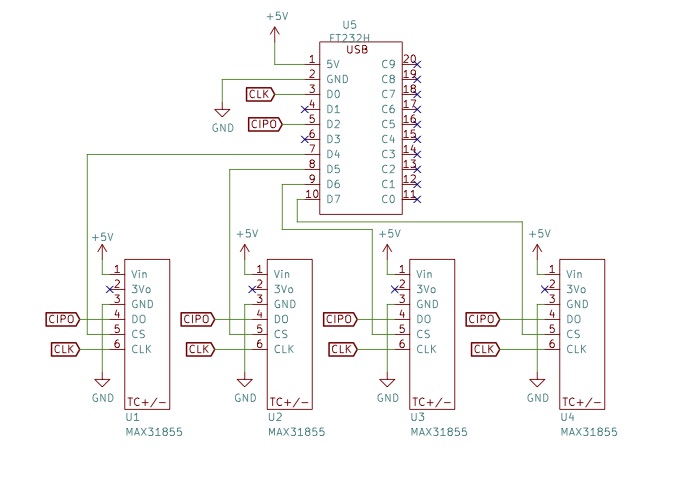 +5V
U5
FT232H
USB
1 5V C9 20
2 GND C8 19
CLK 3 D0 C7 18
4 D1 C6 17
GND CIPO 5 D2 C5 16
6 D3 C4 15
7 D4 C3 14
8 D5 C2 13
9 D6 C1 12
10 D7 C0 11
+5V +5V +5V +5V
1 Vin 1 Vin 1 Vin 1 Vin
2 3Vo 2 3Vo 2 3Vo 2 3Vo
3 GND 3 GND 3 GND 3 GND
CIPO 4 DO CIPO 4 DO CIPO 4 DO CIPO 4 DO
5 CS 5 CS 5 CS 5 CS
CLK 6 CLK CLK 6 CLK CLK 6 CLK CLK 6 CLK
GND TC+/- GND TC+/- GND TC+/- GND TC+/-
U1 U2 U3 U4
MAX31855 MAX31855 MAX31855 MAX31855